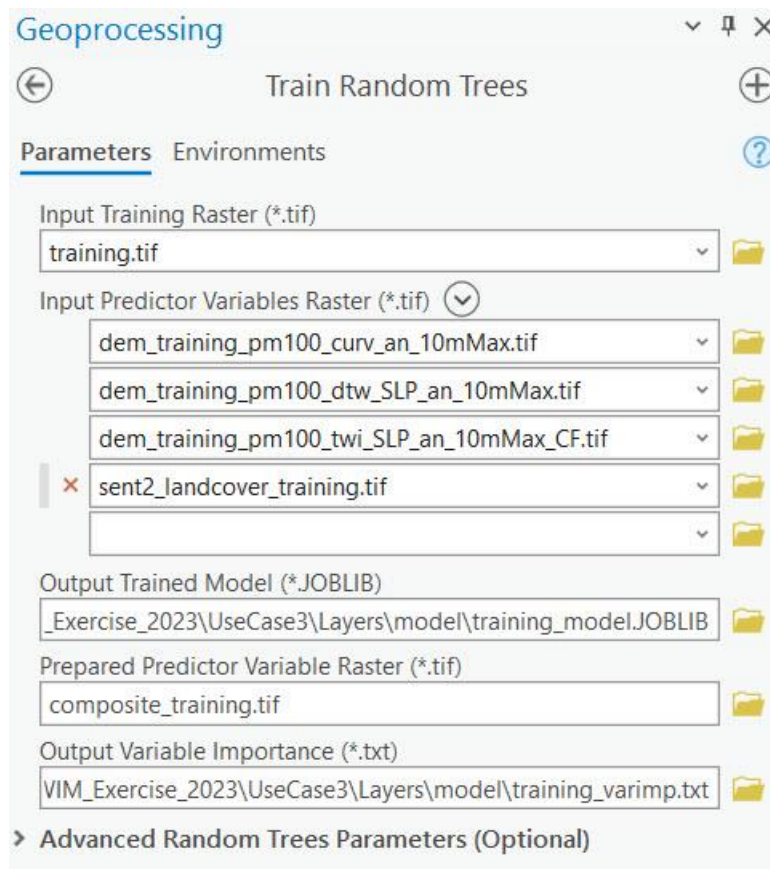 Geoprocessing
Train Random Trees
Parameters Environments
Input Training Raster (*.tif)
training.tif
Input Predictor Variables Raster (*.tif)
dem_training_pm100_curv_an_10mMax.tif
dem_training_pm100_dtw_SLP_an_10mMax.tif
dem_training_pm100_twi_SLP_an_10mMax_CF.tif
sent2_landcover_training.tif
Output Trained Model (*.JOBLIB)
_Exercise_2023\UseCase3\Layers\model\training_model.JOBLIB
Prepared Predictor Variable Raster (*.tif)
composite_training.tif
Output Variable Importance (*.txt)
VIM_Exercise_2023\UseCase3\Layers\model\training_varimp.txt
Advanced Random Trees Parameters (Optional)